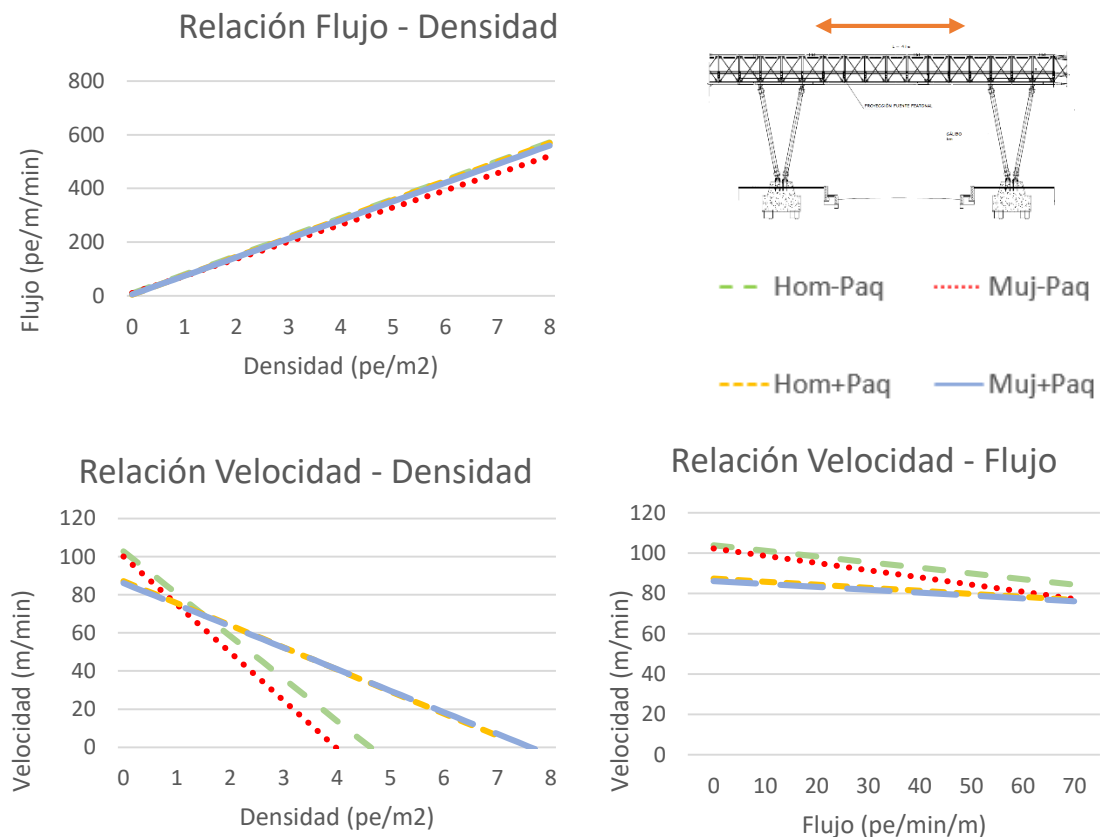 Relación Flujo - Densidad
800
600
400
200
0
0 1 2 3 4 5 6 7 8
Flujo (pe/m/min)
Densidad (pe/m2)
PROYECCIÓN PUENTE PEATONAL
GÁLIBO
Hom-Paq
Muj-Paq
Hom+Paq
Muj+Paq
Relación Velocidad - Densidad
120
100
80
60
40
20
0
0 1 2 3 4 5 6 7 8
Velocidad (m/min)
Densidad (pe/m2)
Relación Velocidad - Flujo
120
100
80
60
40
20
0
0 10 20 30 40 50 60 70
Velocidad (m/min)
Flujo (pe/min/m)